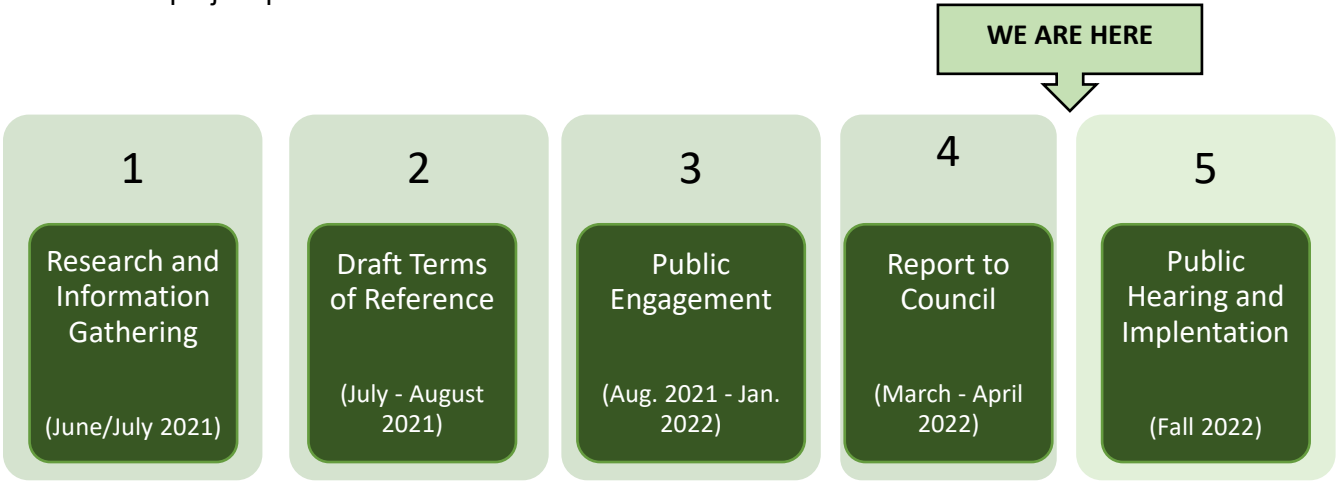 WE ARE HERE
1
Research and
Information
Gathering
(June/July 2021)
2
Draft Terms
of Reference
(July - August
2021)
3
Public
Engagement
(Aug. 2021 - Jan.
2022)
4
Report to
Council
(March - April
2022)
5
Public
Hearing and
Implentation
(Fall 2022)